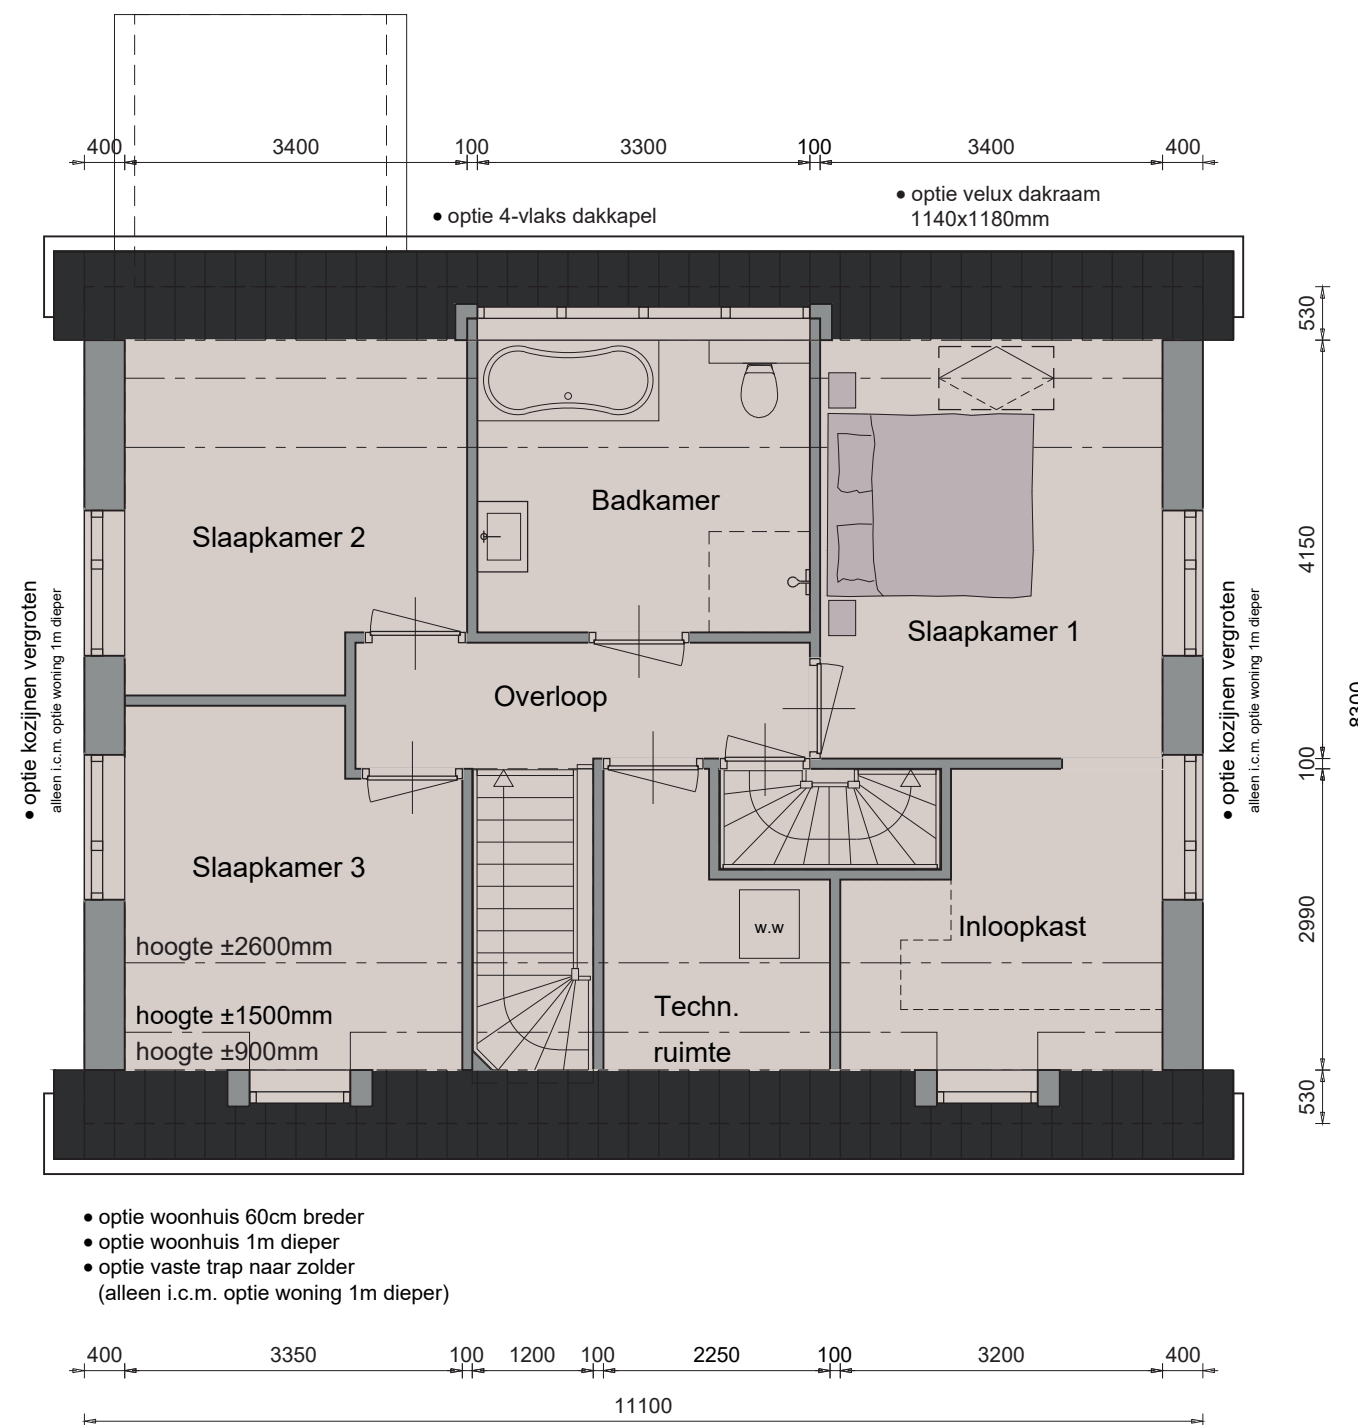 400 3400 100 3300 100 3400 400
• optie velux dakraam
1140x1180mm
• optie 4-vlaks dakkapel
530
Badkamer
Slaapkamer 2
4150
Slaapkamer 1
Overloop
• optie kozijnen vergroten
alleen i.c.m. optie woning 1m dieper
• optie kozijnen vergroten
alleen i.c.m. optie woning 1m dieper
8300
100
Slaapkamer 3
w.w
Inloopkast
2990
hoogte ±2600mm
Techn.
ruimte
hoogte ±1500mm
hoogte ±900mm
530
• optie woonhuis 60cm breder
• optie woonhuis 1m dieper
• optie vaste trap naar zolder
(alleen i.c.m. optie woning 1m dieper)
400 3350 100 1200 100 2250 100 3200 400
11100